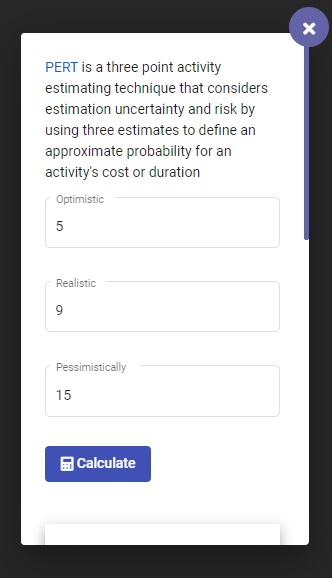 PERT is a three point activity
estimating technique that considers
estimation uncertainty and risk by
using three estimates to define an
approximate probability for an
activity's cost or duration
Optimistic
5
Realistic
9
Pessimistically
15
Calculate